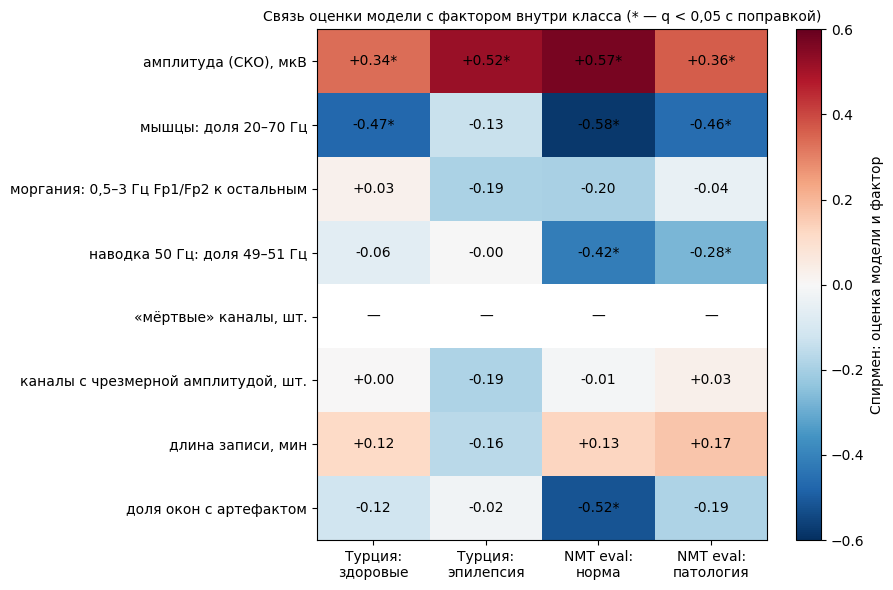 Связь оценки модели с фактором внутри класса (* — q < 0,05 с поправкой)
амплитуда (СКО), мкВ +0.34* +0.52* +0.57* +0.36*
мышцы: доля 20–70 Гц -0.47* -0.13 -0.58* -0.46*
моргания: 0,5–3 Гц Fp1/Fp2 к остальным +0.03 -0.19 -0.20 -0.04
наводка 50 Гц: доля 49–51 Гц -0.06 -0.00 -0.42* -0.28*
«мёртвые» каналы, шт. — — — —
каналы с чрезмерной амплитудой, шт. +0.00 -0.19 -0.01 +0.03
длина записи, мин +0.12 -0.16 +0.13 +0.17
доля окон с артефактом -0.12 -0.02 -0.52* -0.19
Турция: Турция: NMT eval: NMT eval:
здоровые эпилепсия норма патология
0.6
0.4
0.2
0.0
−0.2
−0.4
−0.6
Спирмен: оценка модели и фактор